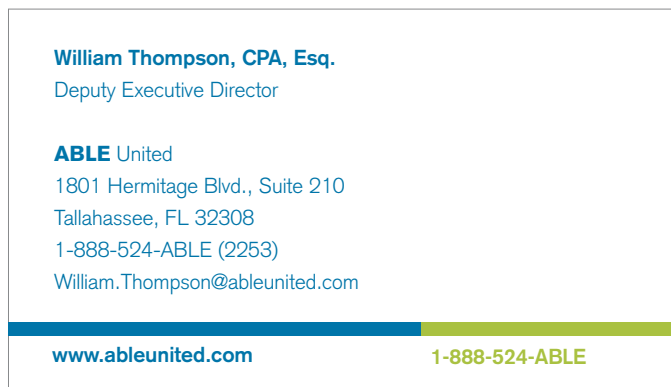 William Thompson, CPA, Esq.
Deputy Executive Director
ABLE United
1801 Hermitage Blvd., Suite 210
Tallahassee, FL 32308
1-888-524-ABLE (2253)
William.Thompson@ableunited.com
www.ableunited.com
1-888-524-ABLE